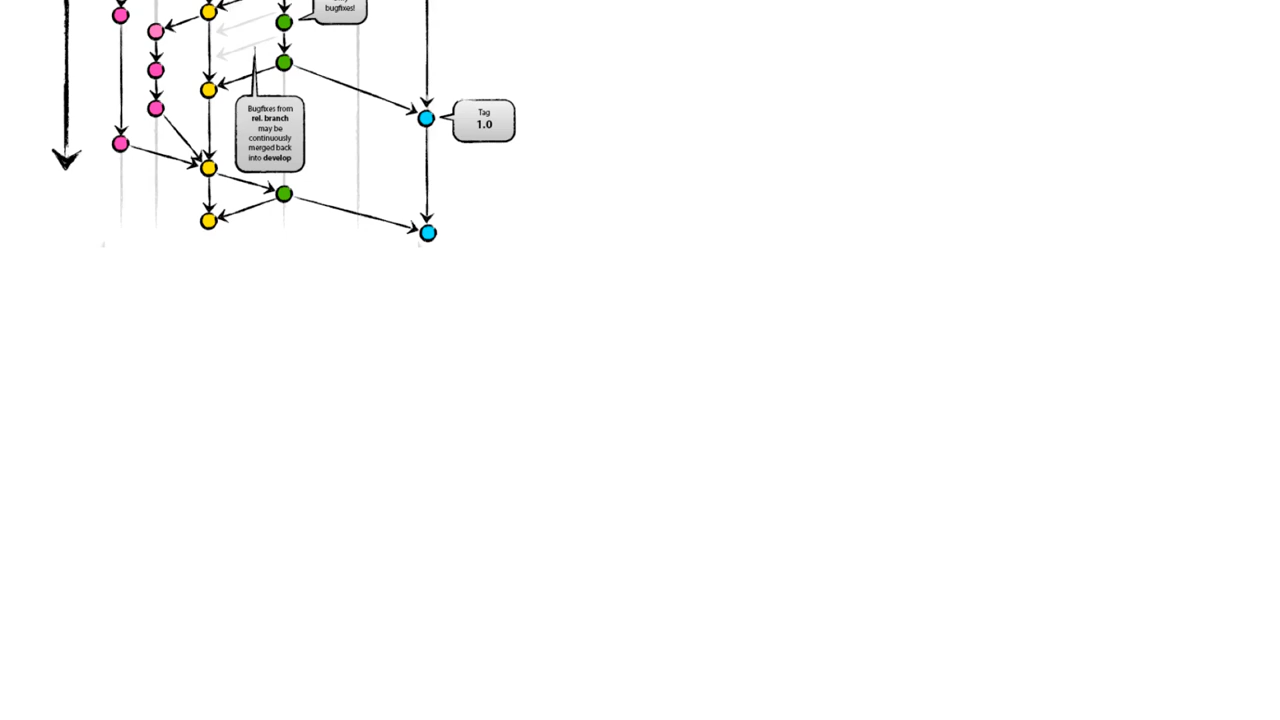 bugfixes!
Tag
1.0
Bugfixes from
rel. branch
may be
continuously
merged back
into develop